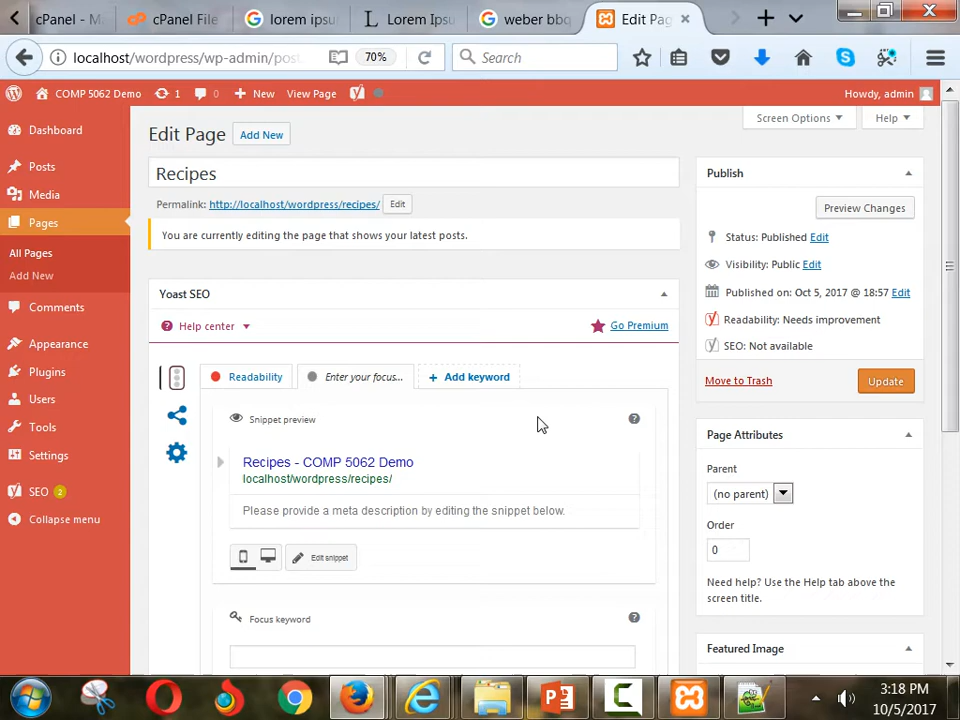 cPanel - M
cPanel File
lorem ipsu
Lorem Ipsu
weber bbq
Edit Pag
localhost/wordpress/wp-admin/post
70%
Search
COMP 5062 Demo
1
0
New
View Page
Howdy, admin
Dashboard
Posts
Media
Pages
All Pages
Add New
Comments
Appearance
Plugins
Users
Tools
Settings
SEO 2
Collapse menu
Screen Options
Help
Edit Page
Add New
Recipes
Permalink: http://localhost/wordpress/recipes/ Edit
You are currently editing the page that shows your latest posts.
Yoast SEO
Help center
Go Premium
Readability
Enter your focus...
+ Add keyword
Snippet preview
Recipes - COMP 5062 Demo
localhost/wordpress/recipes/
Please provide a meta description by editing the snippet below.
Edit snippet
Focus keyword
Publish
Preview Changes
Status: Published Edit
Visibility: Public Edit
Published on: Oct 5, 2017 @ 18:57 Edit
Readability: Needs improvement
SEO: Not available
Move to Trash
Update
Page Attributes
Parent
(no parent)
Order
0
Need help? Use the Help tab above the
screen title.
Featured Image
3:18 PM
10/5/2017